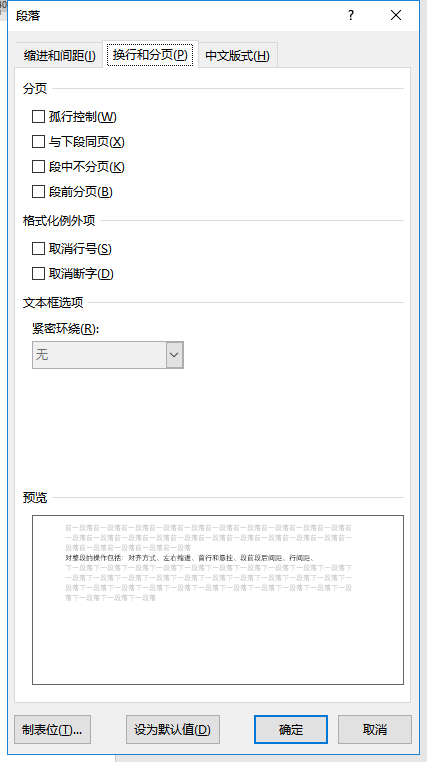 40
段落
?
缩进和间距(I)
换行和分页(P)
中文版式(H)
分页
孤行控制(W)
与下段同页(X)
段中不分页(K)
段前分页(B)
格式化例外项
取消行号(S)
取消断字(D)
文本框选项
紧密环绕(R):
无
预览
前一段落前一段落前一段落前一段落前一段落前一段落前一段落前一段落前一段落前一段落前
一段落前一段落前一段落前一段落前一段落前一段落前一段落前一段落前一段落前一段落前一
段落前一段落前一段落前一段落前一段落
对整段的操作包括：对齐方式、左右缩进、首行和悬挂、段前段后间距、行间距、
下一段落下一段落下一段落下一段落下一段落下一段落下一段落下一段落下一段落下一段落下
一段落下一段落下一段落下一段落下一段落下一段落下一段落下一段落下一段落下一段落下一
段落下一段落下一段落下一段落下一段落下一段落下一段落下一段落下一段落下一段落下一段
落下一段落下一段落下一段落
制表位(T)...
设为默认值(D)
确定
取消